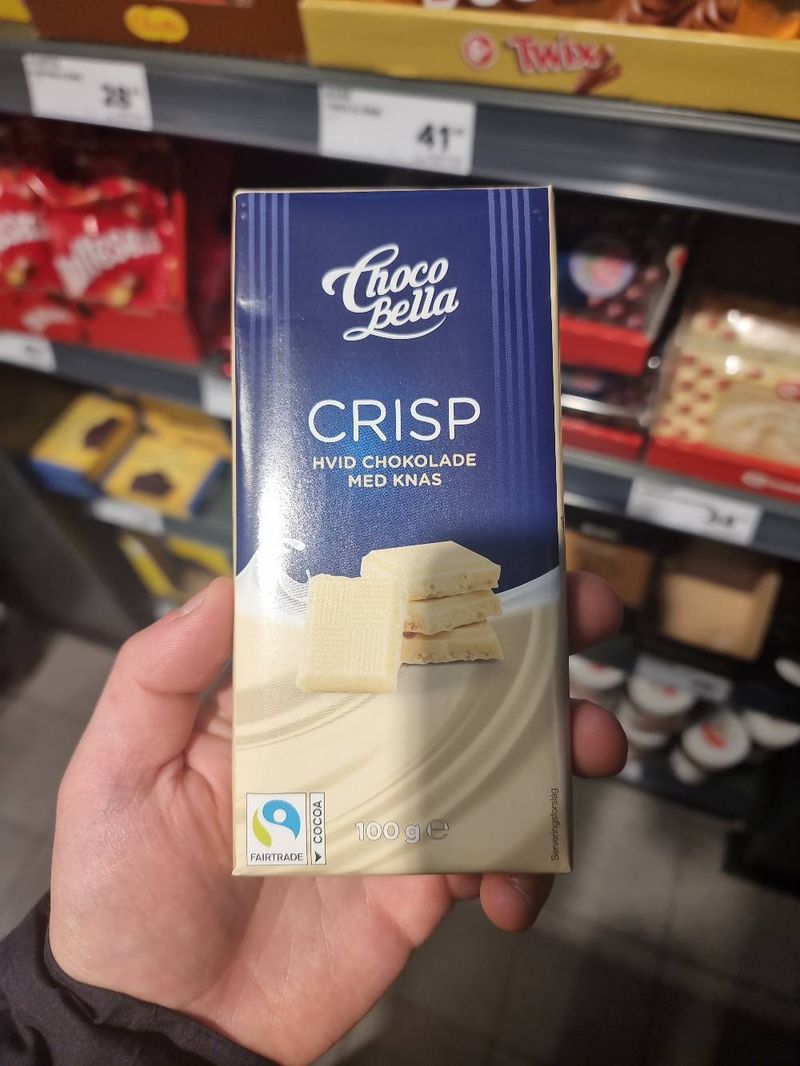 Twix
28
41
Choco
Bella
CRISP
HVID CHOKOLADE
MED KNAS
FAIRTRADE
COCOA
100 g e
Serveringsforslag